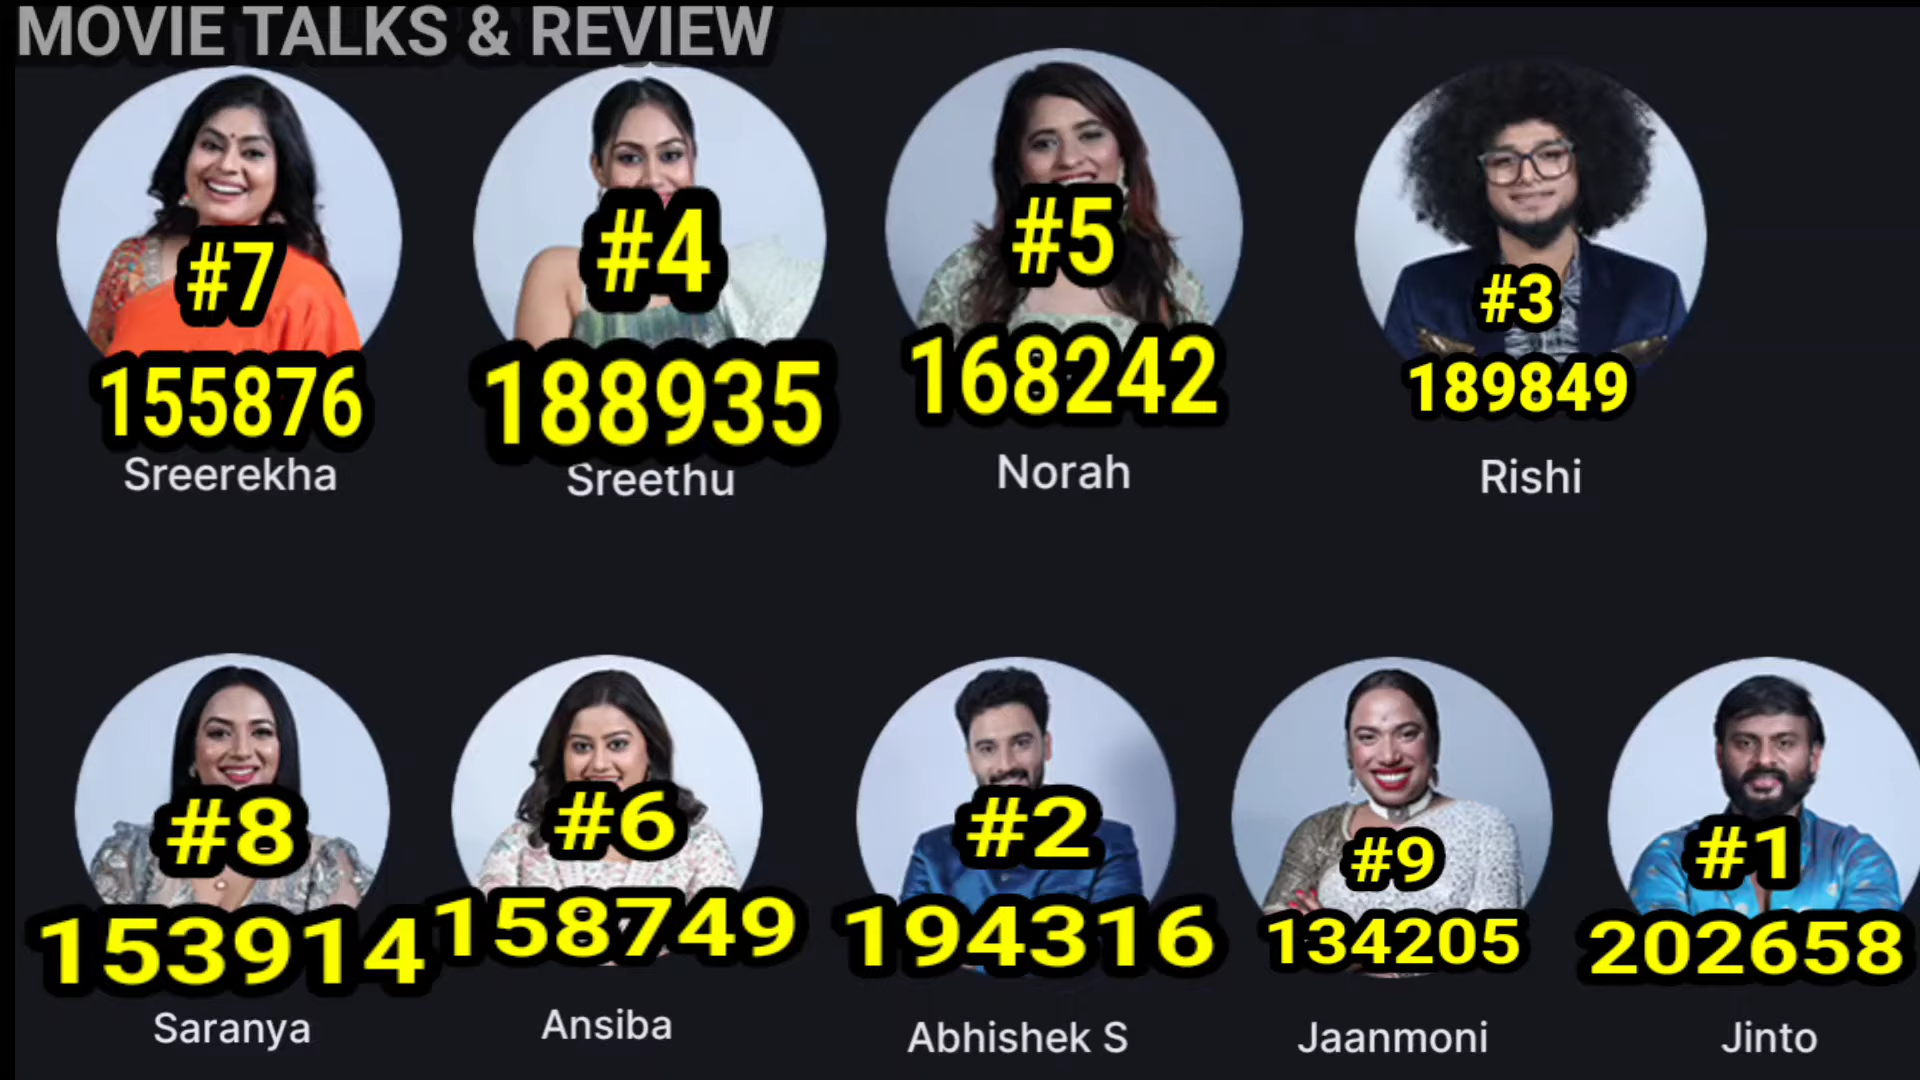 MOVIE TALKS & REVIEW
#7
155876
Sreerekha
#4
188935
Sreethu
#5
168242
Norah
#3
189849
Rishi
#8
153914
Saranya
#6
158749
Ansiba
#2
194316
Abhishek S
#9
134205
Jaanmoni
#1
202658
Jinto